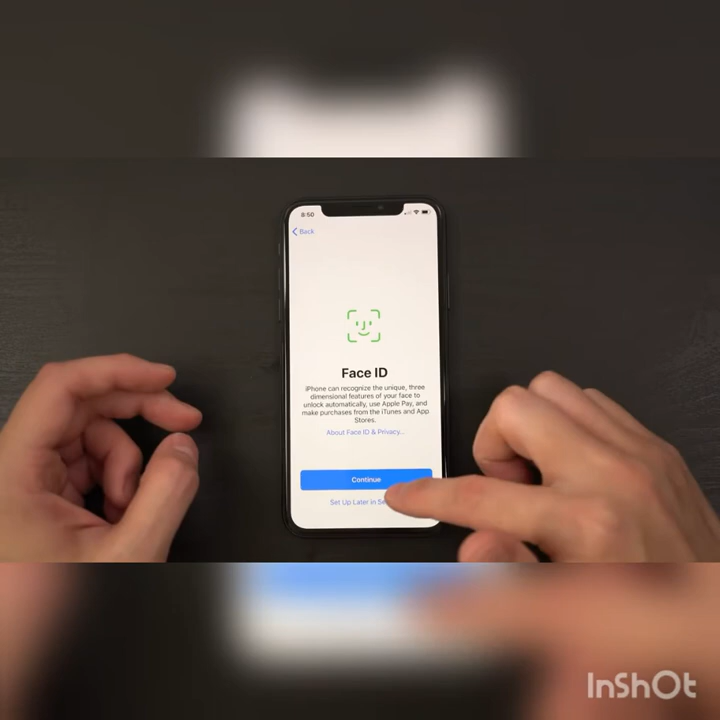 8:50
Back
Face ID
iPhone can recognize the unique, three
dimensional features of your face to
unlock automatically, use Apple Pay, and
make purchases from the iTunes and App
Stores.
About Face ID & Privacy...
Continue
Set Up Later in
InShOt